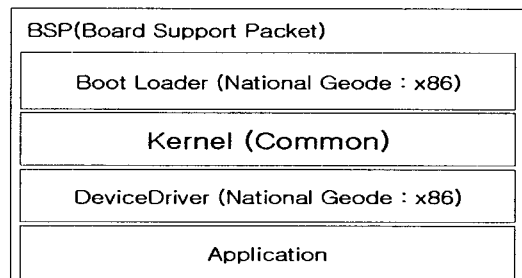 BSP(Board Support Packet)
Boot Loader (National Geode : x86)
Kernel (Common)
DeviceDriver (National Geode : x86)
Application